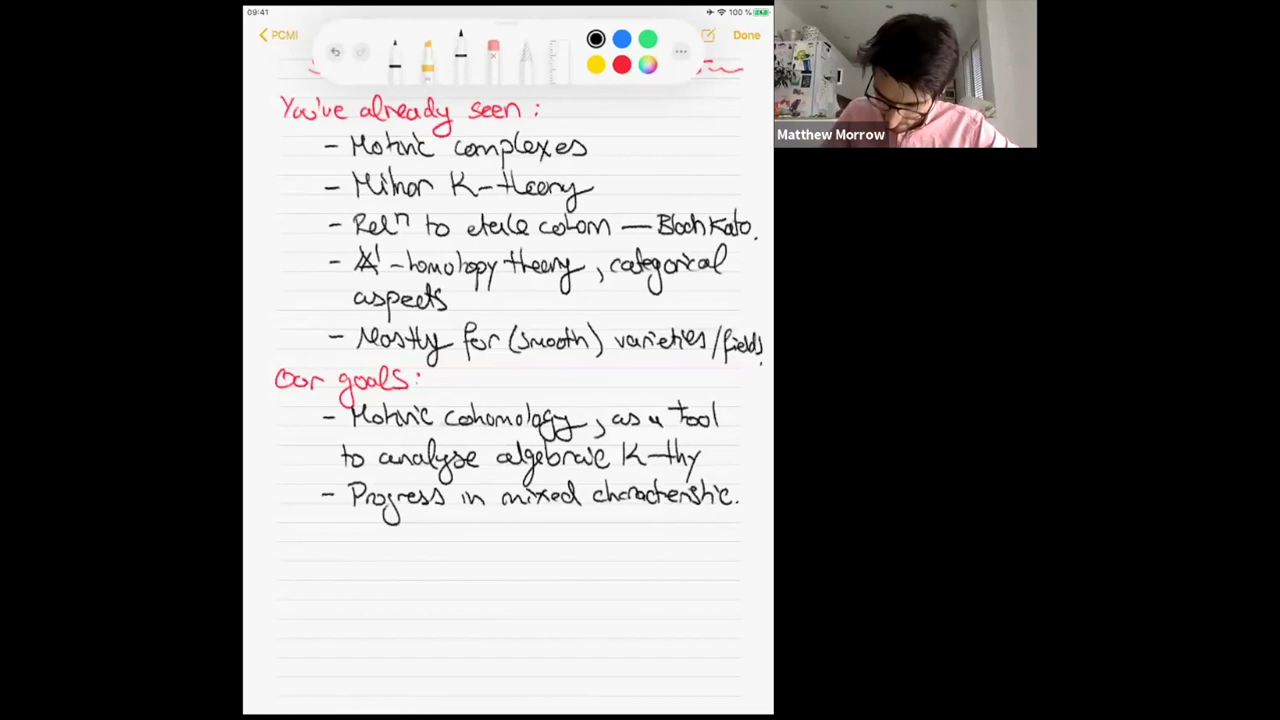 09:41
100 %
PCMI
Done
You've already seen:
- Motivic complexes
- Milnor K-theory
- Relⁿ to etale cohom — Bloch Kato.
- A¹-homotopy theory, categorical
aspects
- Mostly for (smooth) varieties/fields.
Our goals:
- Motivic cohomology, as a tool
to analyse algebraic K-thy
- Progress in mixed characteristic.
Matthew Morrow